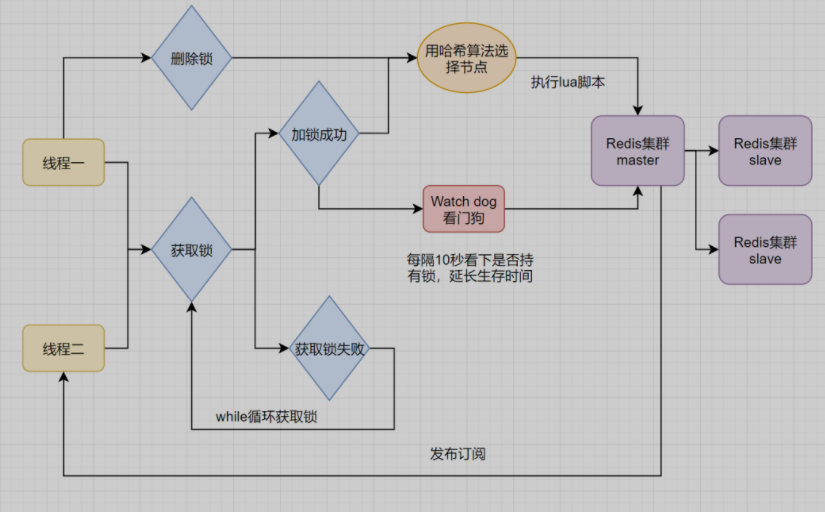 删除锁
用哈希算法选
择节点
执行lua脚本
线程一
加锁成功
Redis集群
master
Redis集群
slave
Watch dog
看门狗
获取锁
Redis集群
slave
每隔10秒看下是否持
有锁，延长生存时间
线程二
获取锁失败
while循环获取锁
发布订阅